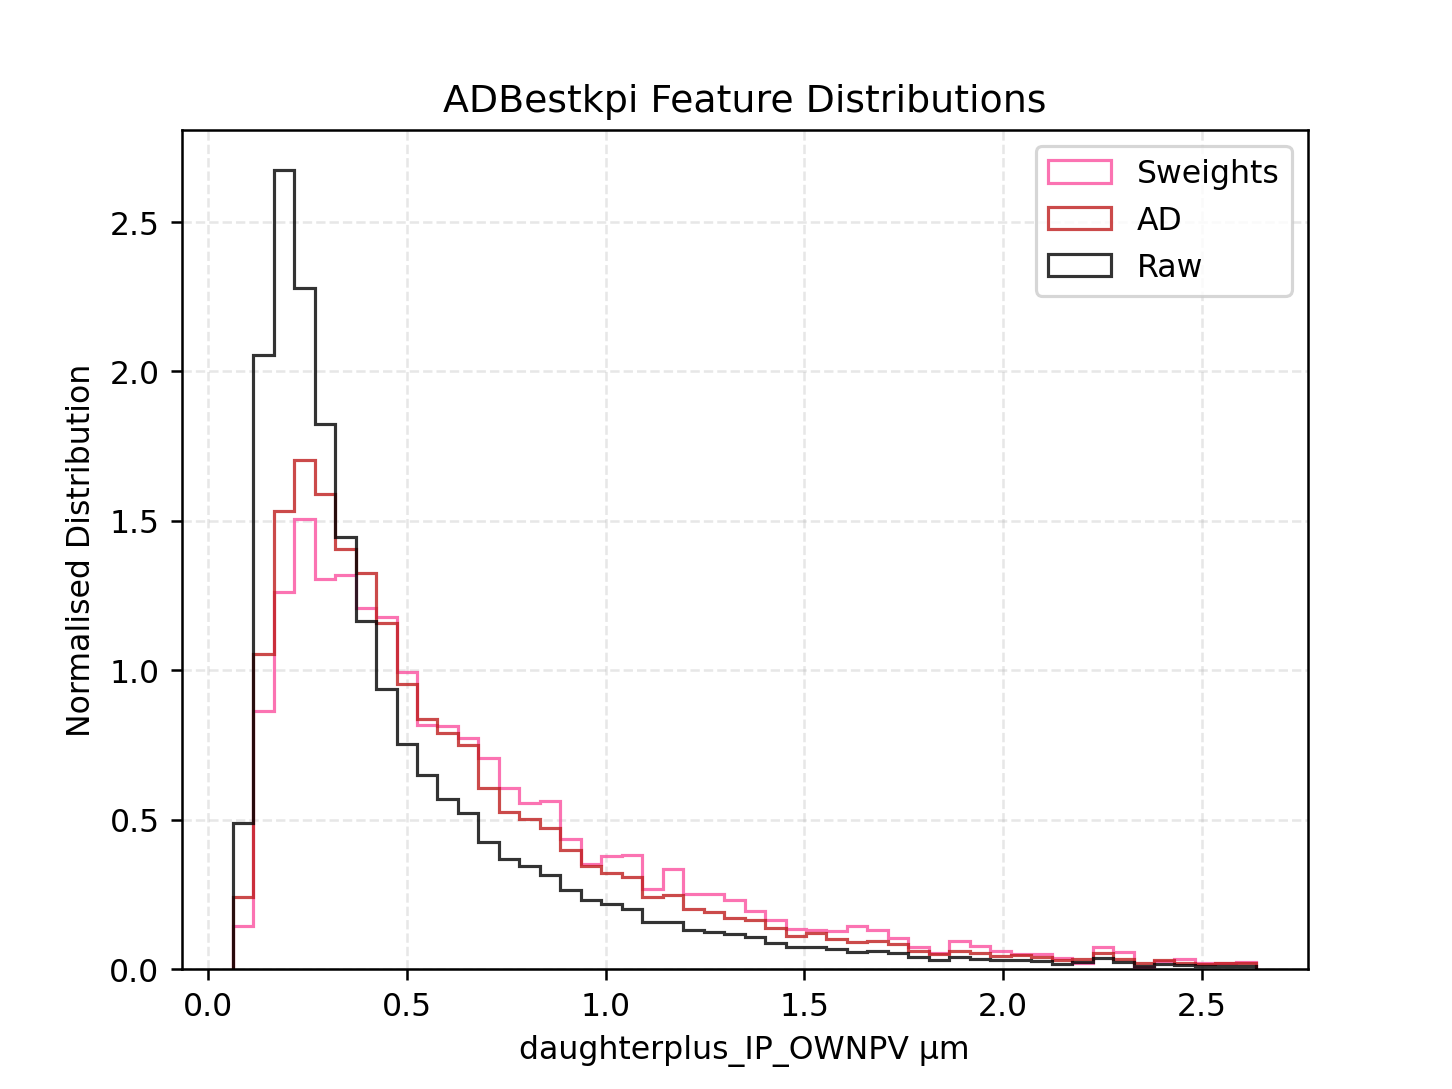 ADBestkpi Feature Distributions
Sweights
AD
Raw
Normalised Distribution
2.5
2.0
1.5
1.0
0.5
0.0
0.0 0.5 1.0 1.5 2.0 2.5
daughterplus_IP_OWNPV μm